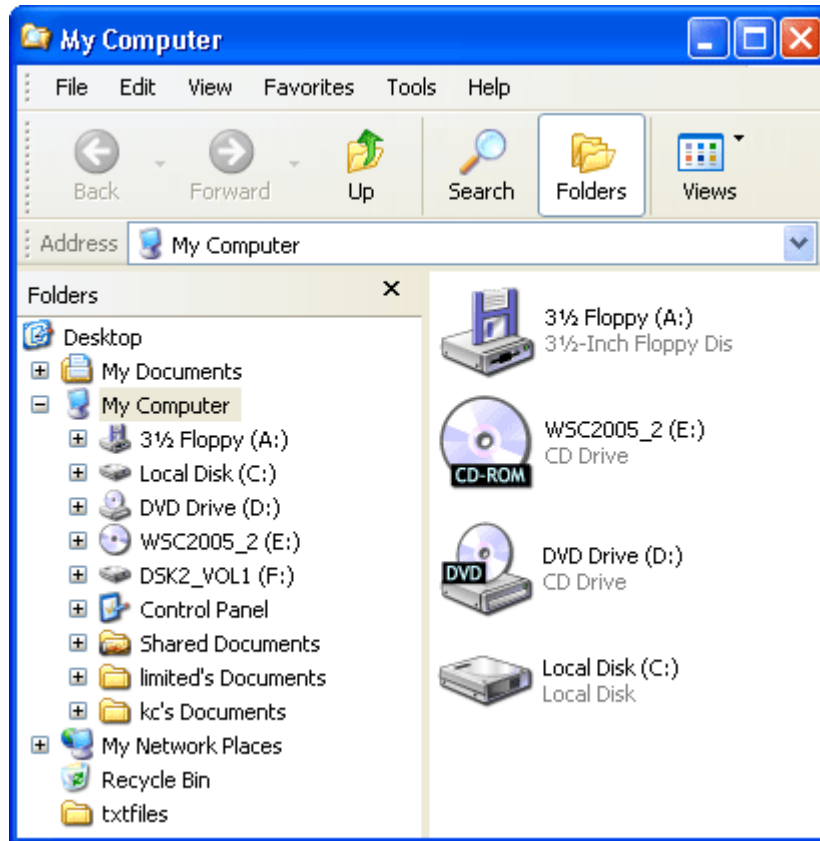 My Computer
File Edit View Favorites Tools Help
Back Forward Up Search Folders Views
Address My Computer
Folders
Desktop
My Documents
My Computer
3½ Floppy (A:)
Local Disk (C:)
DVD Drive (D:)
WSC2005_2 (E:)
DSK2_VOL1 (F:)
Control Panel
Shared Documents
limited's Documents
kc's Documents
My Network Places
Recycle Bin
txtfiles
3½ Floppy (A:)
3½-Inch Floppy Dis
CD-ROM
WSC2005_2 (E:)
CD Drive
DVD
DVD Drive (D:)
CD Drive
Local Disk (C:)
Local Disk